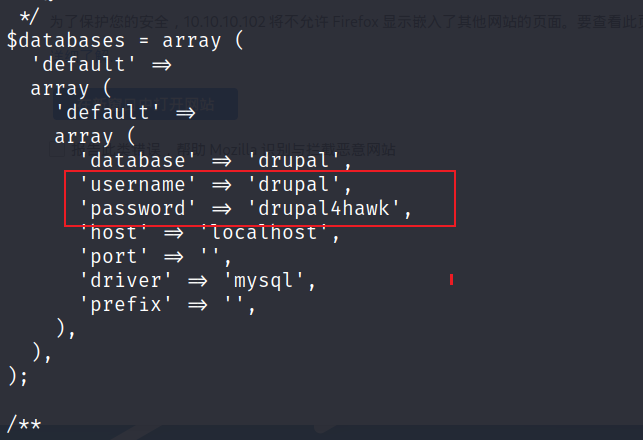 为了保护您的安全，10.10.10.102 将不允许 Firefox 显示嵌入了其他网站的页面。要查看此页
*/
$databases = array (
'default' =>
array (
'default' =>
array (
'database' => 'drupal',
'username' => 'drupal',
'password' => 'drupal4hawk',
'host' => 'localhost',
'port' => '',
'driver' => 'mysql',
'prefix' => '',
),
),
);
/**